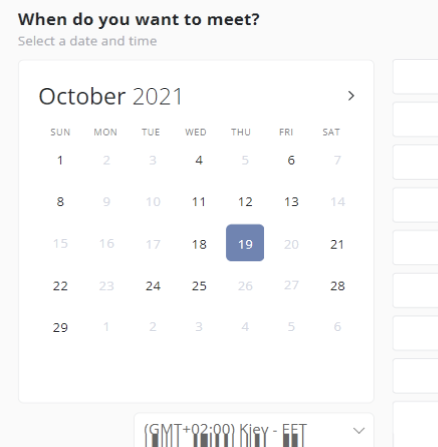 When do you want to meet?
Select a date and time
October 2021
SUN MON TUE WED THU FRI SAT
1 2 3 4 5 6 7
8 9 10 11 12 13 14
15 16 17 18 19 20 21
22 23 24 25 26 27 28
29 1 2 3 4 5 6
(GMT+02:00) Kiev - EET